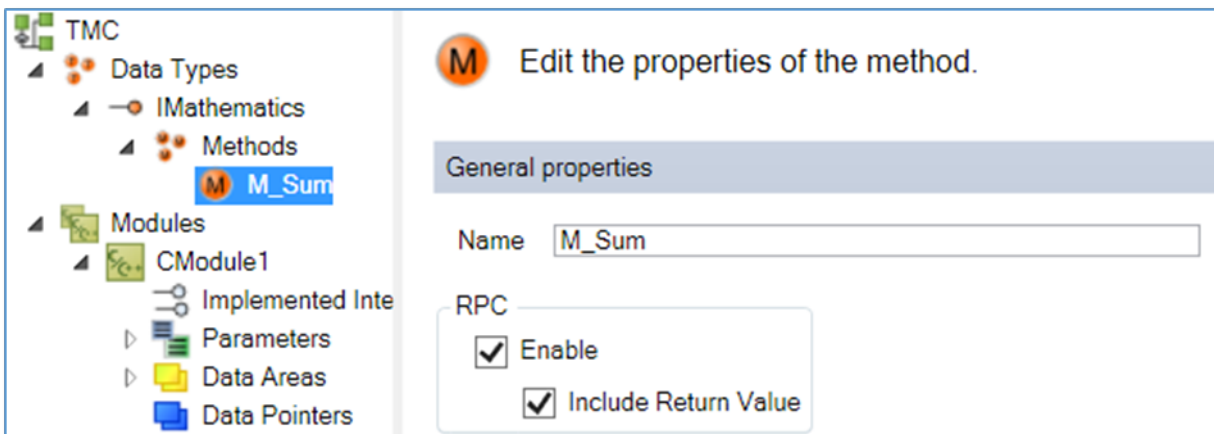 TMC
Data Types
IMathematics
Methods
M M_Sum
Modules
C/C++ CModule1
Implemented Inte
Parameters
Data Areas
Data Pointers
M Edit the properties of the method.
General properties
Name M_Sum
RPC
Enable
Include Return Value